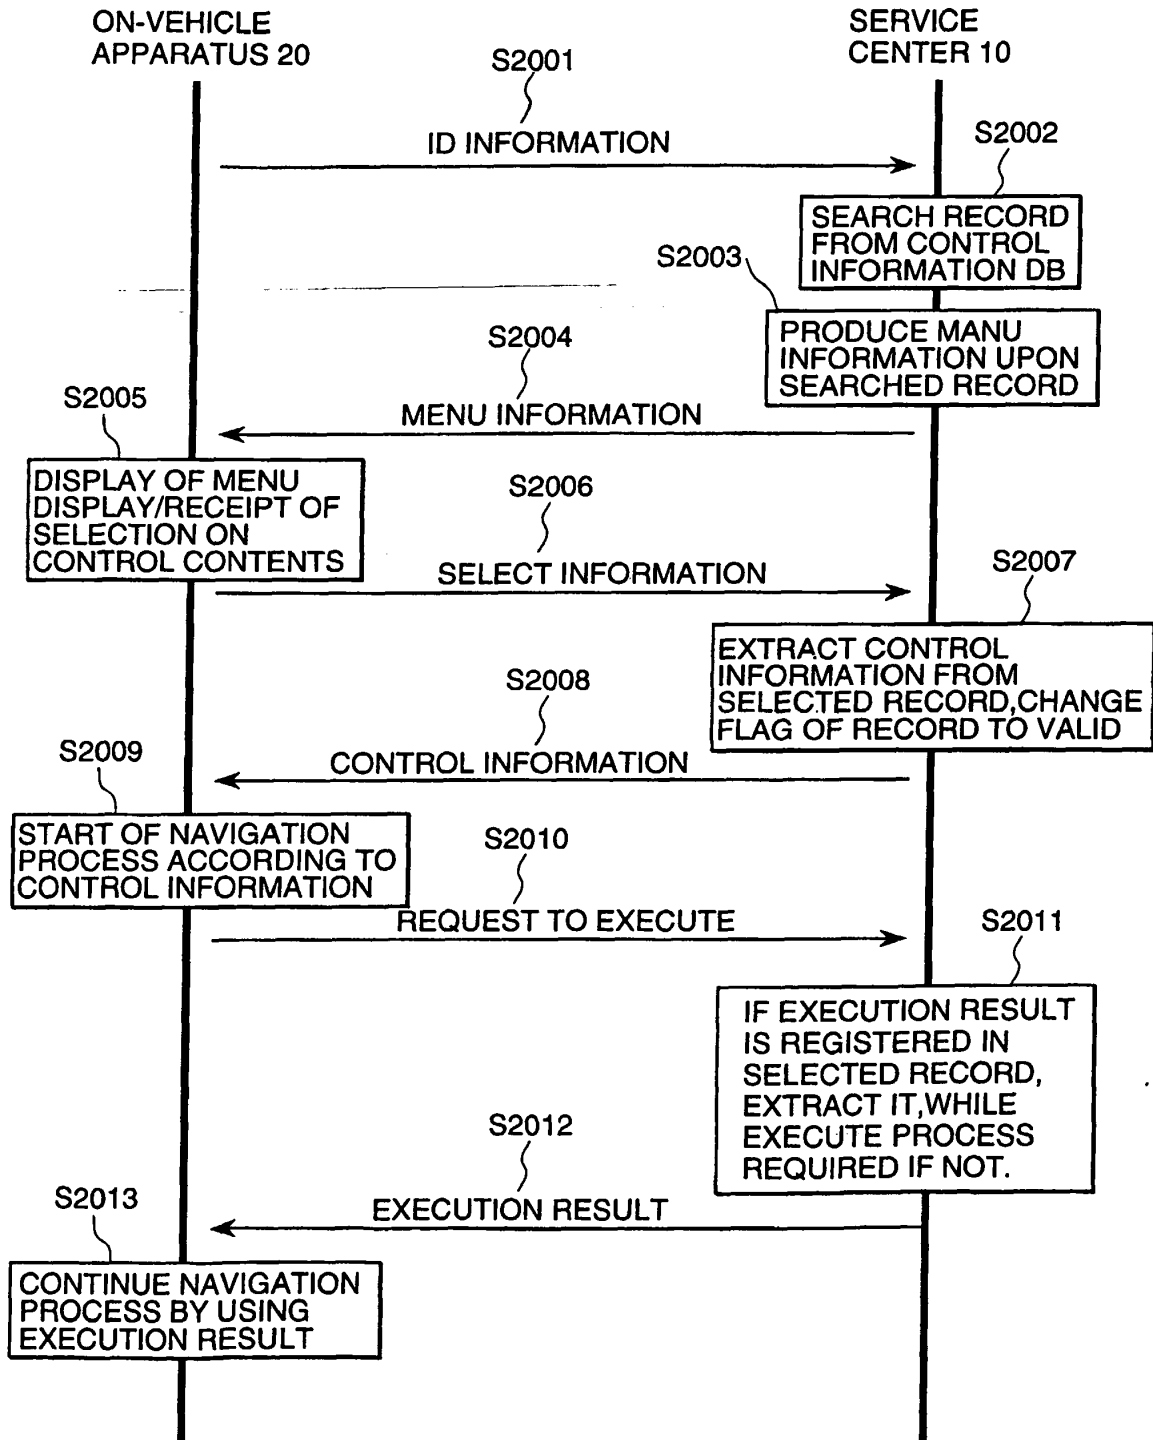 ON-VEHICLE
APPARATUS 20
SERVICE
CENTER 10
S2001
ID INFORMATION
S2002
SEARCH RECORD
FROM CONTROL
INFORMATION DB
S2003
PRODUCE MANU
INFORMATION UPON
SEARCHED RECORD
S2004
MENU INFORMATION
S2005
DISPLAY OF MENU
DISPLAY/RECEIPT OF
SELECTION ON
CONTROL CONTENTS
S2006
SELECT INFORMATION
S2007
EXTRACT CONTROL
INFORMATION FROM
SELECTED RECORD,CHANGE
FLAG OF RECORD TO VALID
S2008
CONTROL INFORMATION
S2009
START OF NAVIGATION
PROCESS ACCORDING TO
CONTROL INFORMATION
S2010
REQUEST TO EXECUTE
S2011
IF EXECUTION RESULT
IS REGISTERED IN
SELECTED RECORD,
EXTRACT IT,WHILE
EXECUTE PROCESS
REQUIRED IF NOT.
S2012
EXECUTION RESULT
S2013
CONTINUE NAVIGATION
PROCESS BY USING
EXECUTION RESULT